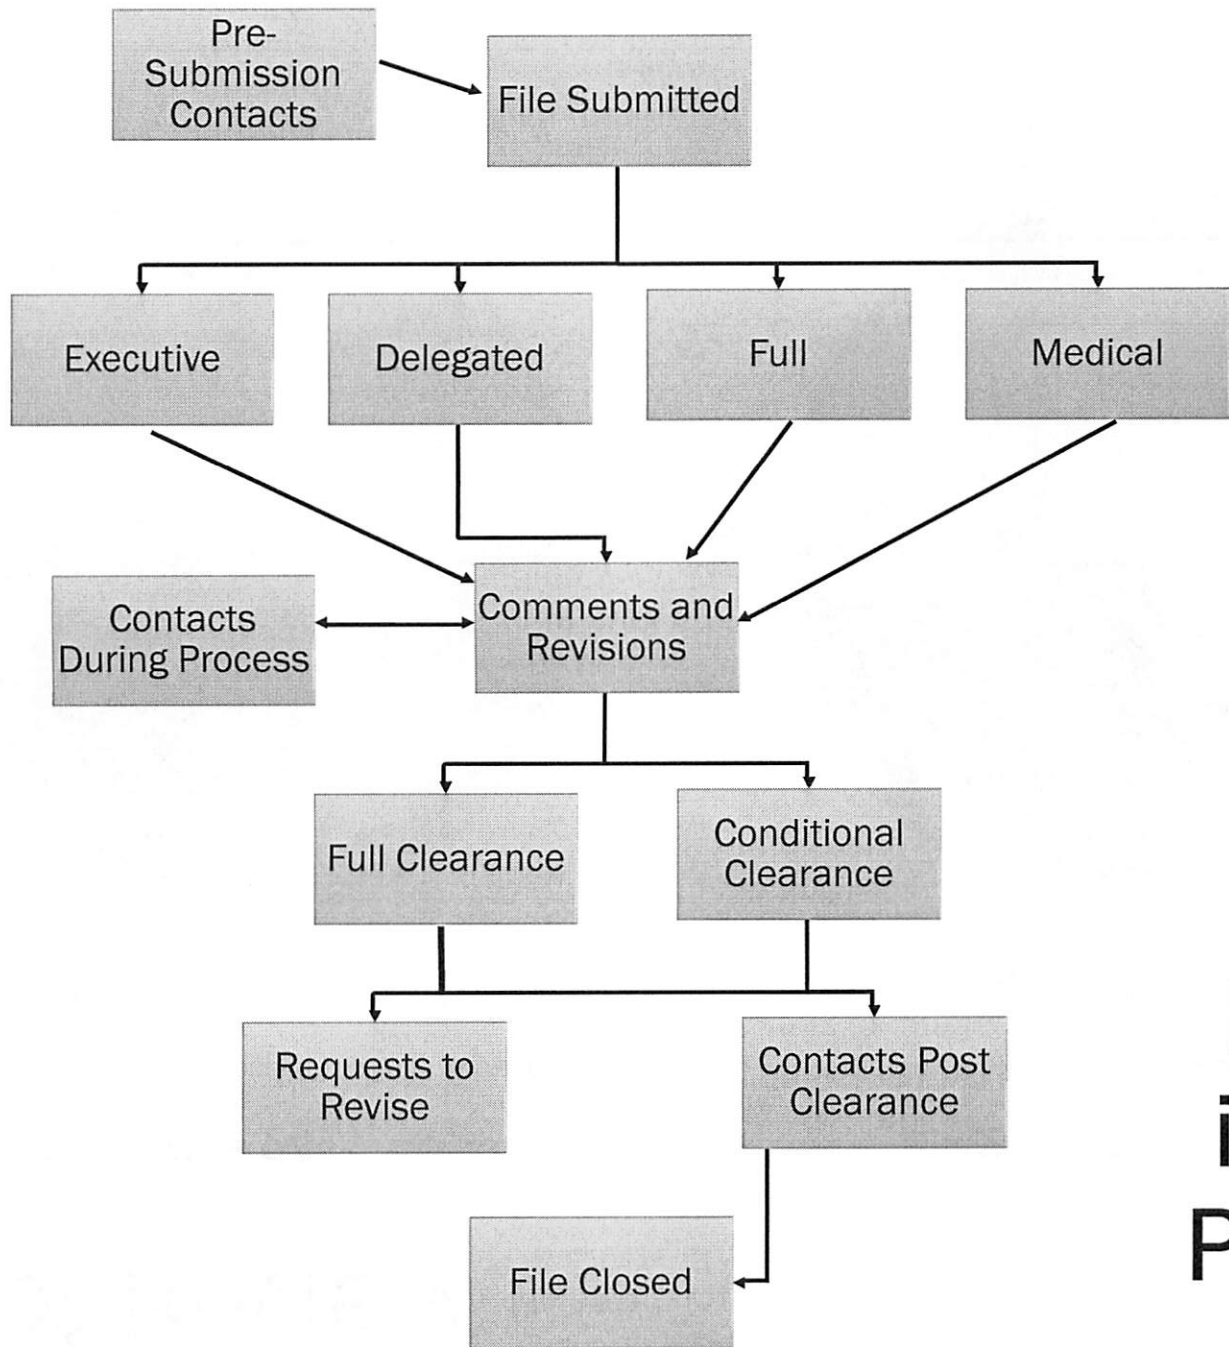 Pre-
Submission
Contacts
File Submitted
Executive
Delegated
Full
Medical
Contacts
During Process
Comments and
Revisions
Full Clearance
Conditional
Clearance
Requests to
Revise
Contacts Post
Clearance
File Closed
i
P